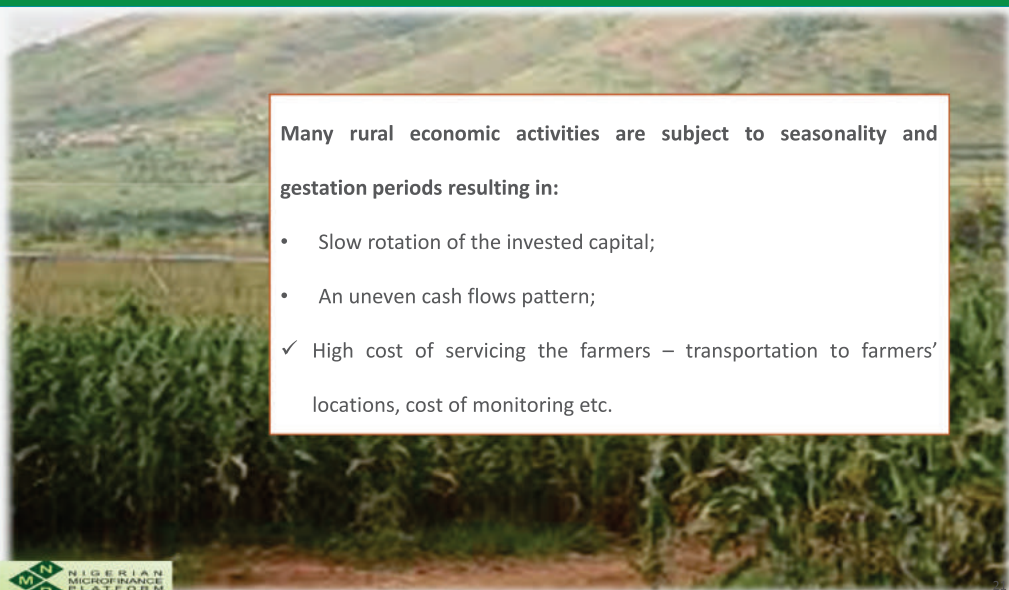 Many rural economic activities are subject to seasonality and
gestation periods resulting in:
• Slow rotation of the invested capital;
• An uneven cash flows pattern;
✓ High cost of servicing the farmers – transportation to farmers’
locations, cost of monitoring etc.
NIGERIAN
MICROFINANCE
PLATFORM